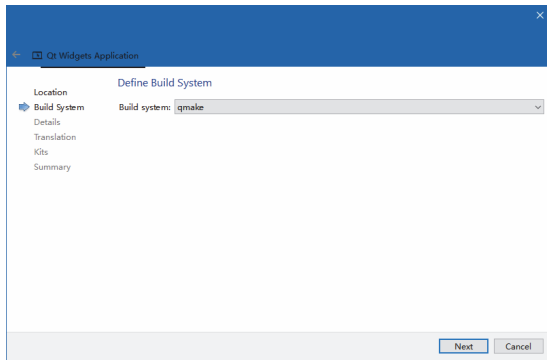 Qt Widgets Application
Define Build System
Location
Build System
Build system: qmake
Details
Translation
Kits
Summary
Next Cancel